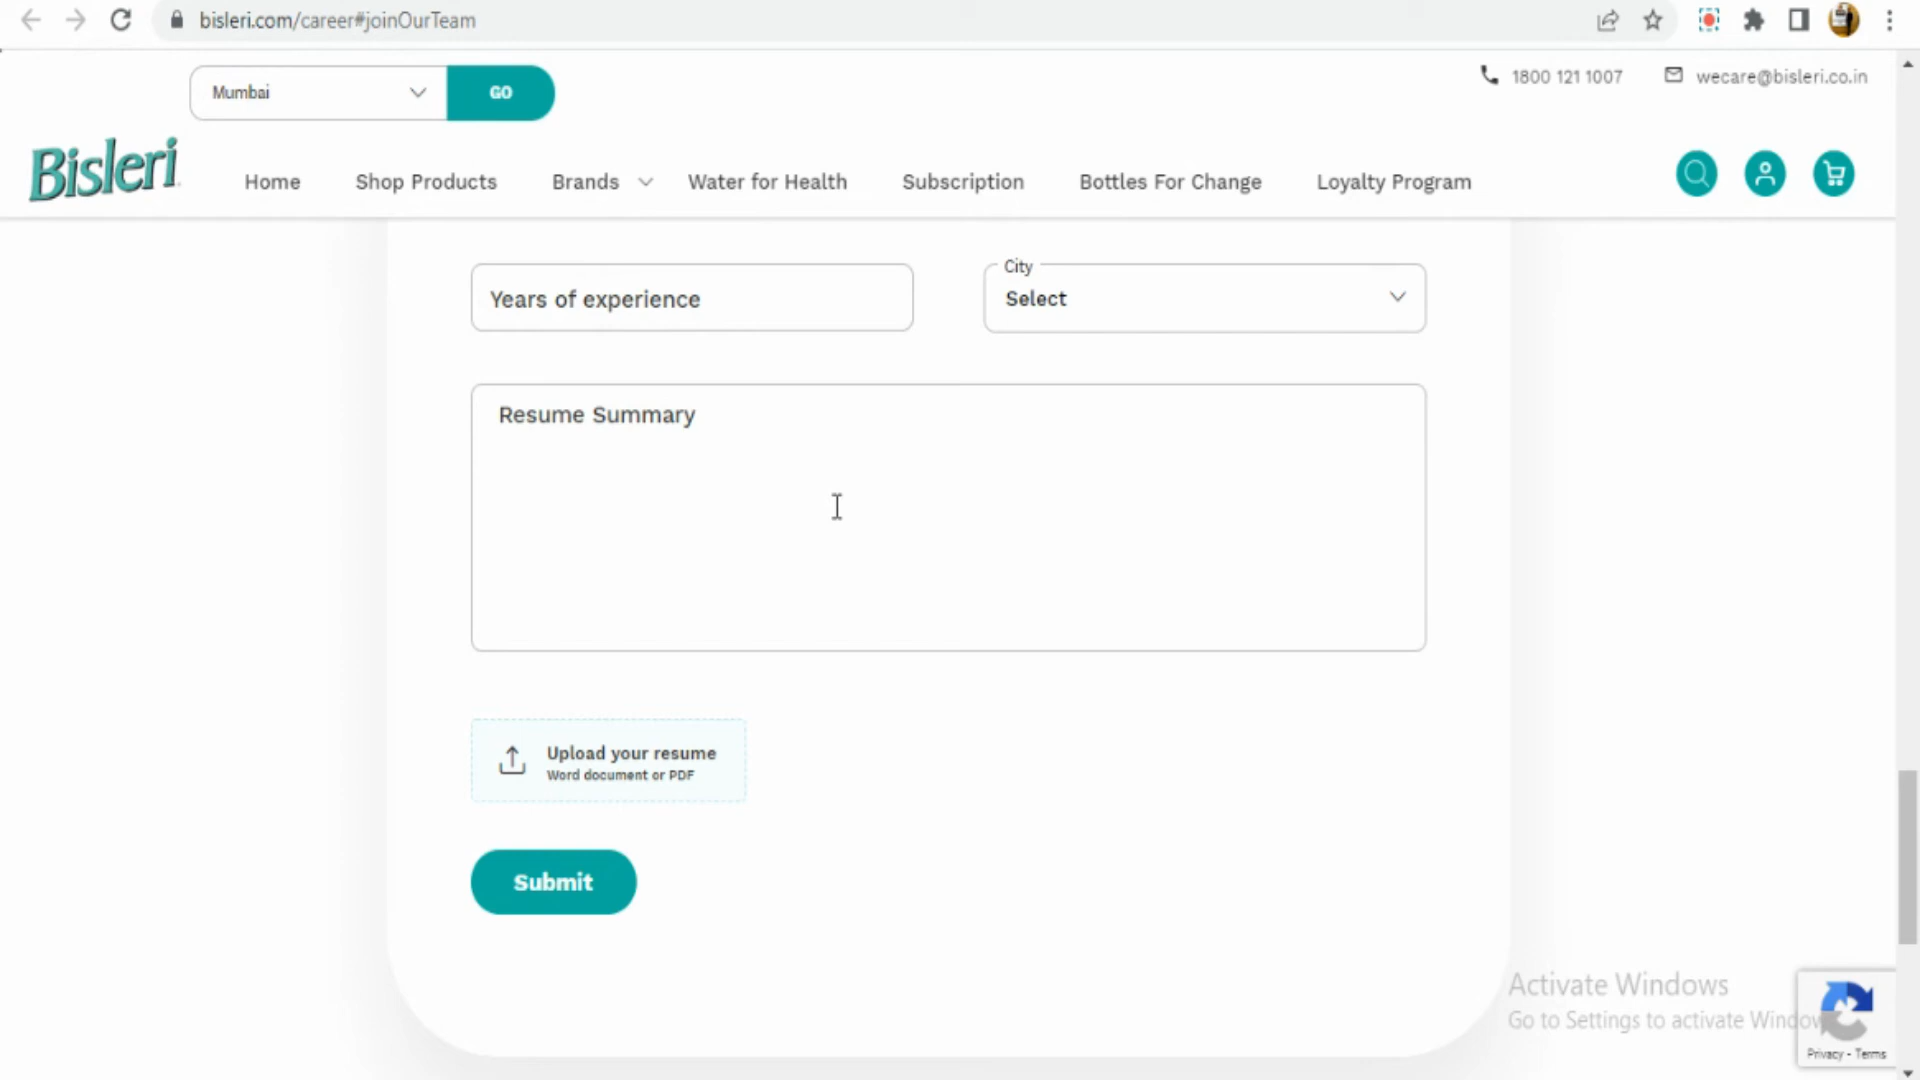 bisleri.com/career#joinOurTeam
Mumbai
GO
1800 121 1007
wecare@bisleri.co.in
Bisleri
Home
Shop Products
Brands
Water for Health
Subscription
Bottles For Change
Loyalty Program
Years of experience
City
Select
Resume Summary
Upload your resume
Word document or PDF
Submit
Activate Windows
Go to Settings to activate Window
Privacy - Terms